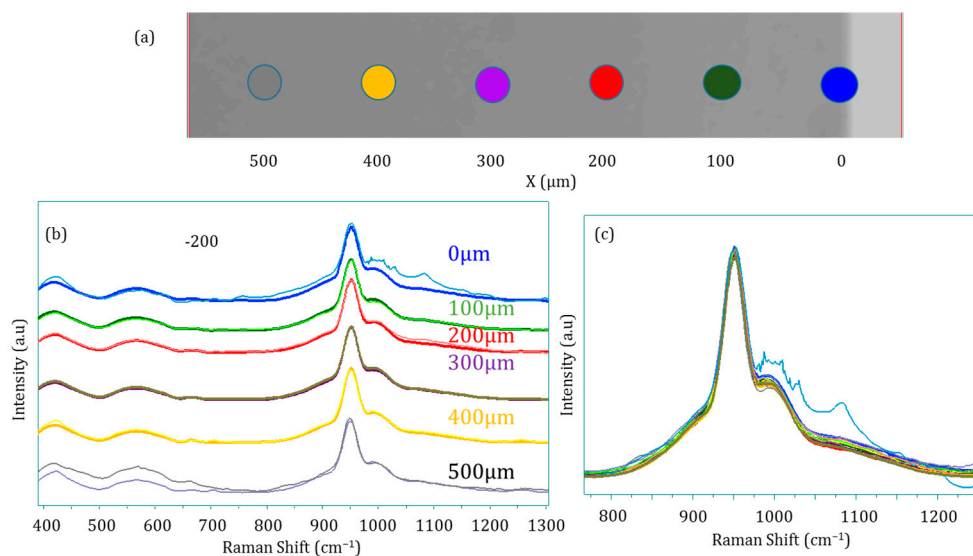 (a)
500 400 300 200 100 0
X (µm)
(b)
-200
0µm
100µm
200µm
300µm
400µm
500µm
Intensity (a.u)
400 500 600 700 800 900 1000 1100 1200 1300
Raman Shift (cm⁻¹)
(c)
Intensity (a.u)
800 900 1000 1100 1200
Raman Shift (cm⁻¹)